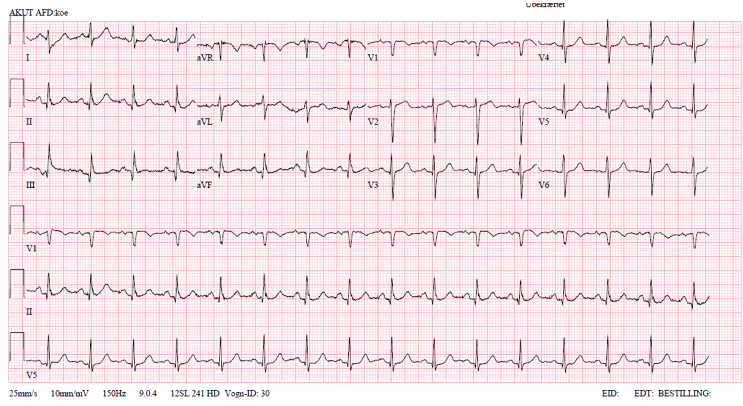 AKUT AFD:koe
I aVR V1 V4
II aVL V2 V5
III aVF V3 V6
V1
II
V5
25mm/s 10mm/mV 150Hz 9.0.4 12SL 241 HD Vogn-ID: 30 EID: EDT: BESTILLING: